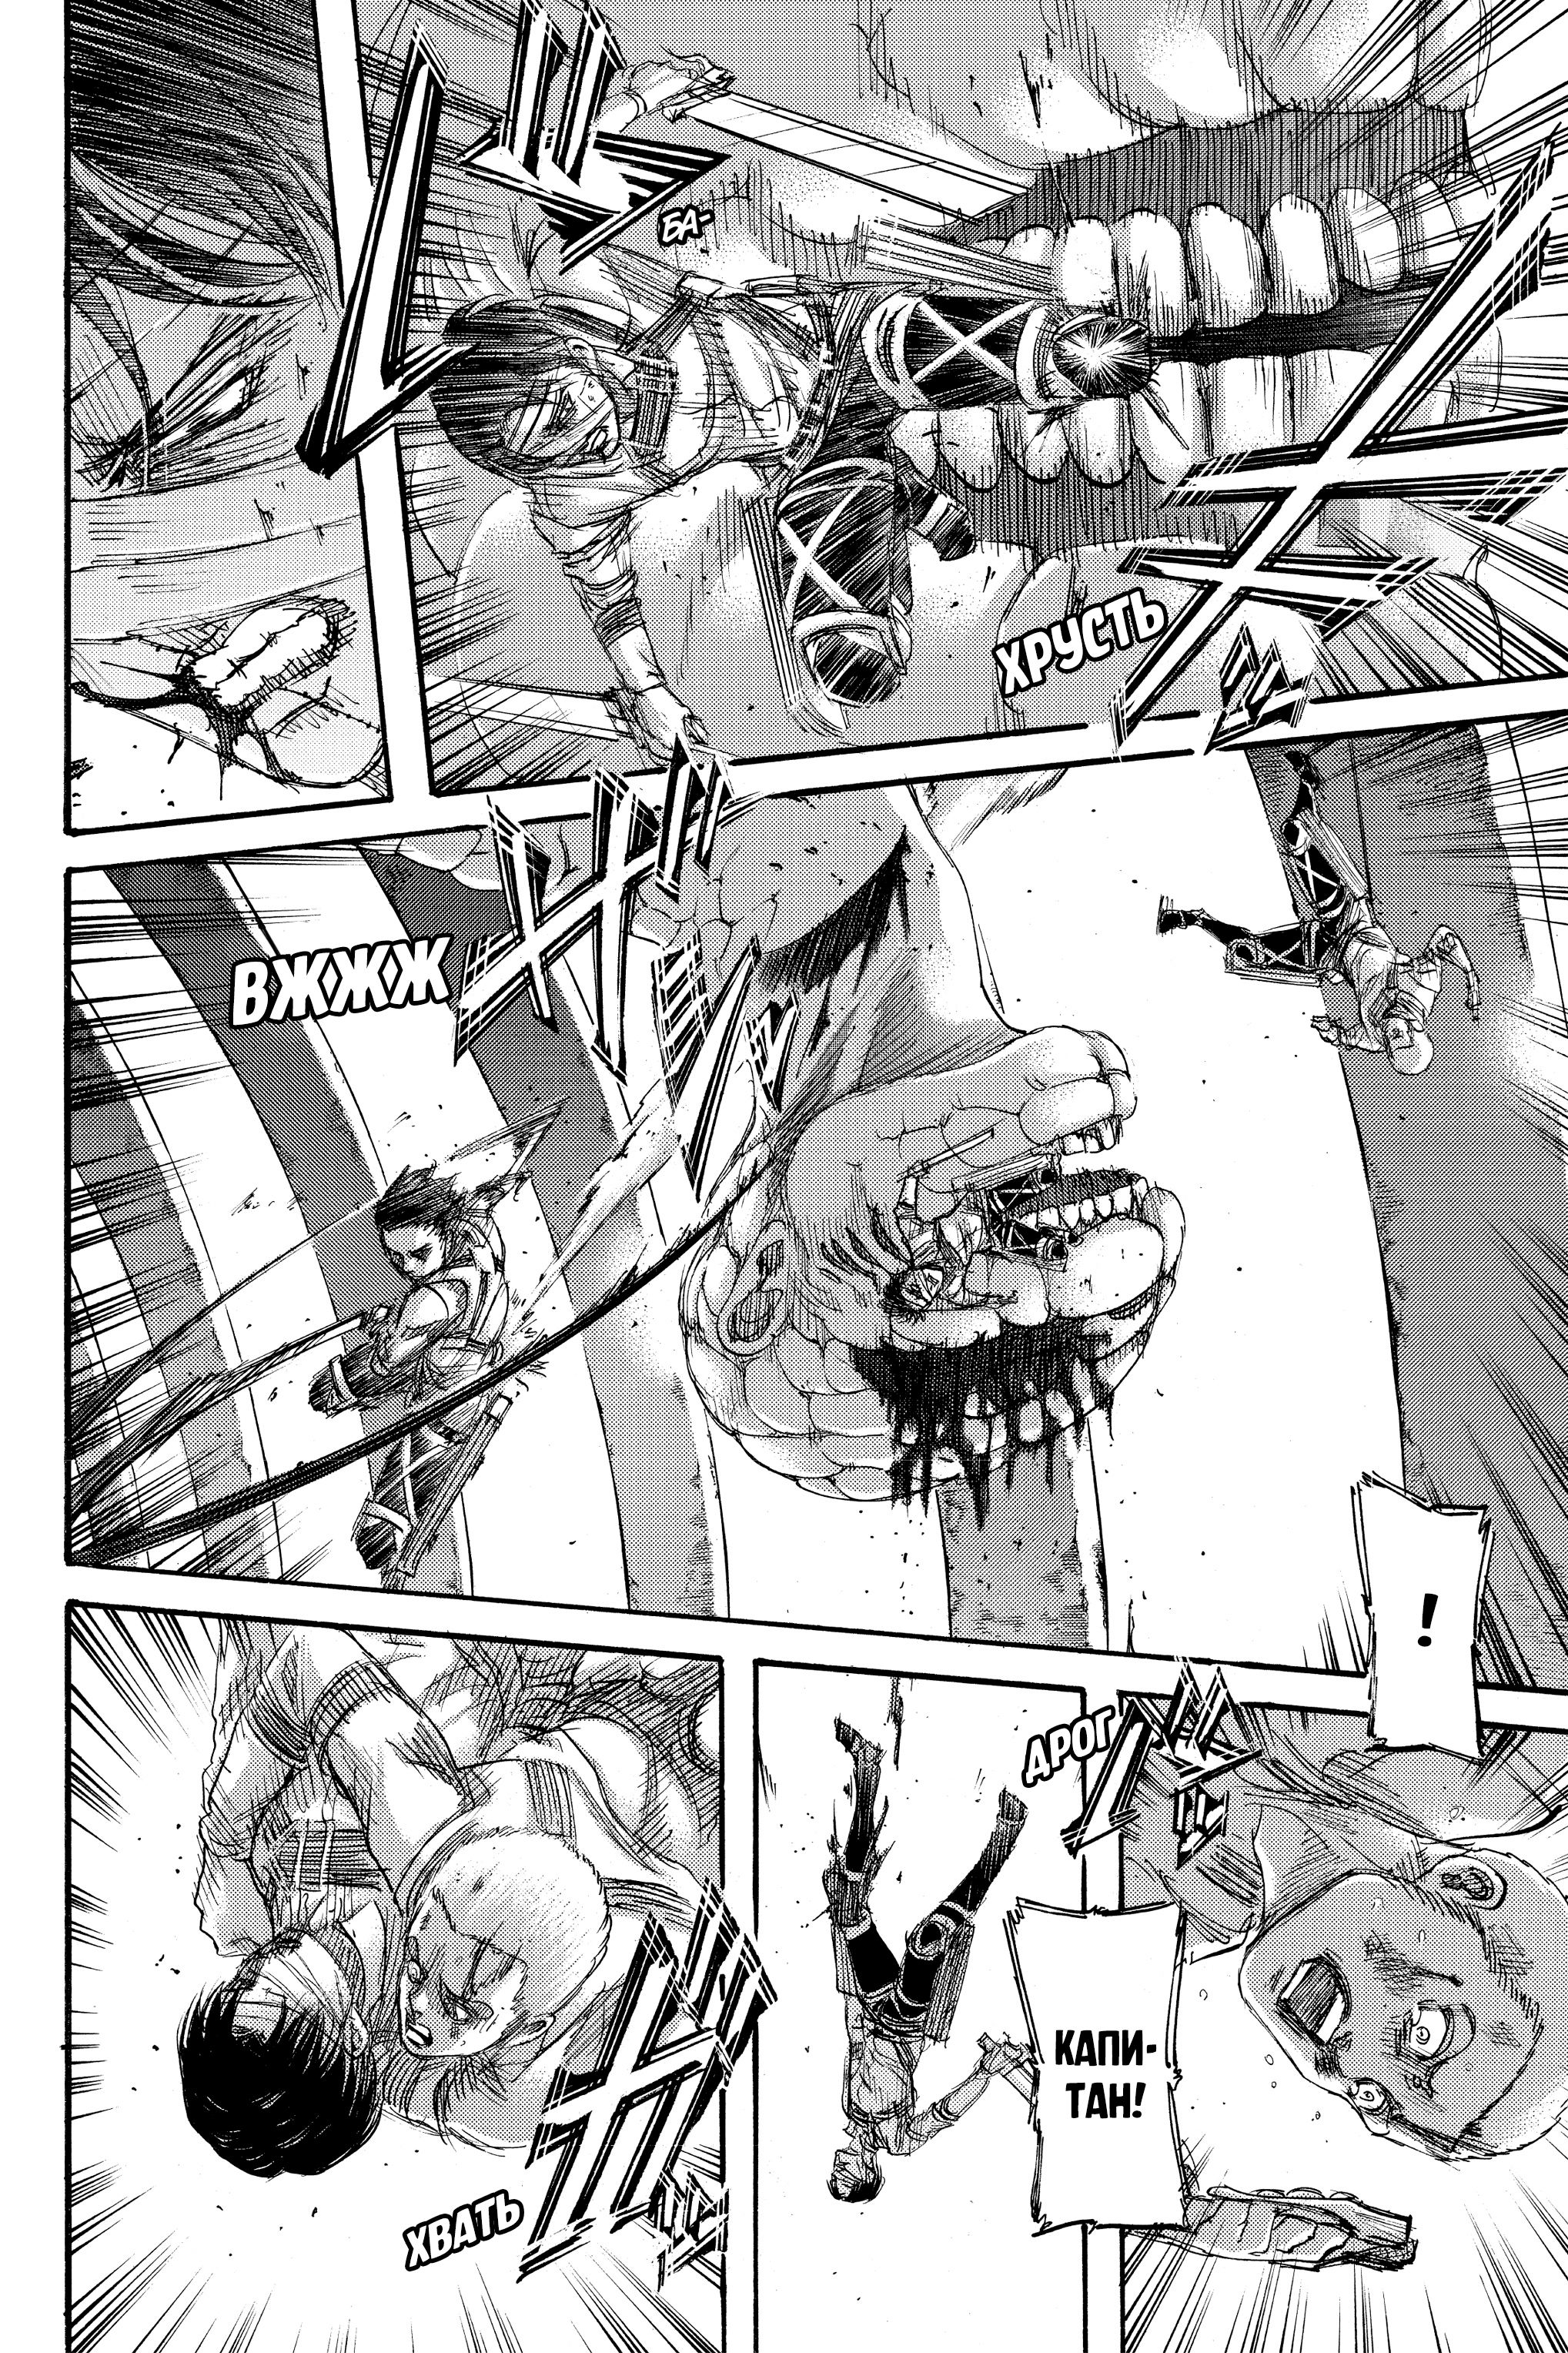 БА-
ХРУСТЬ
ВЖЖЖ
!
ДРОГ
КАПИ-
ТАН!
ХВАТЬ